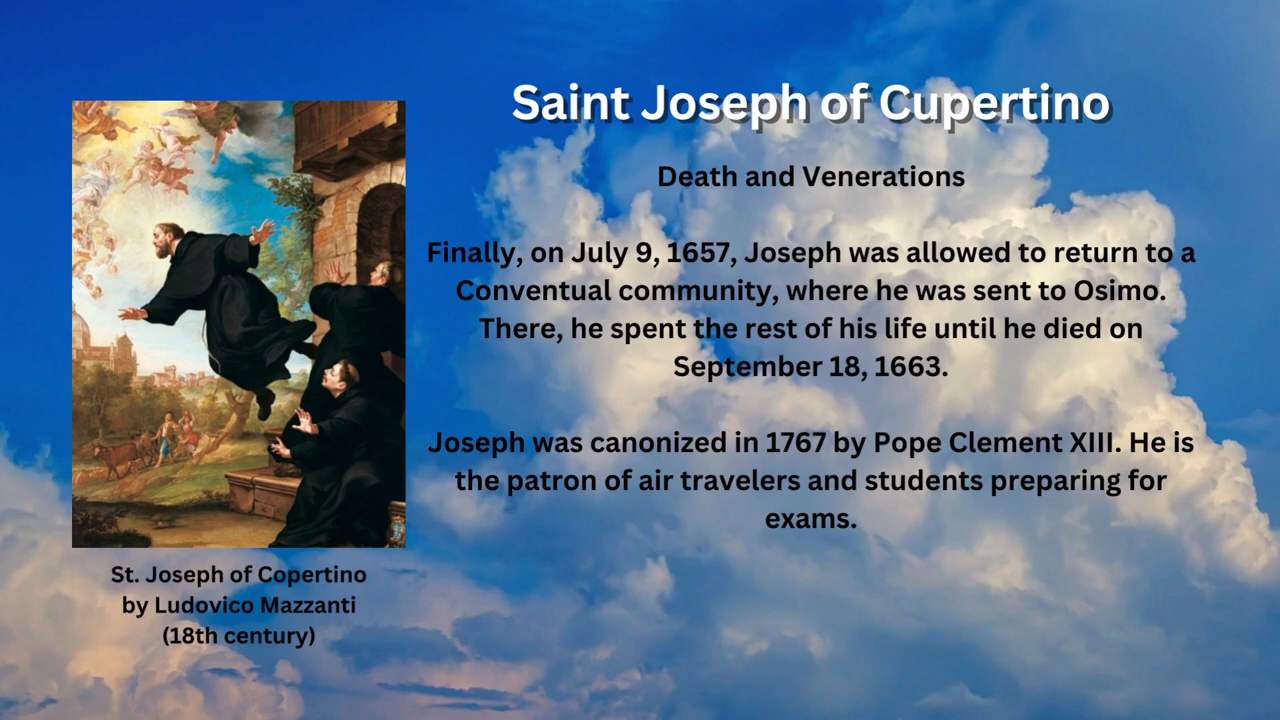 Saint Joseph of Cupertino
Death and Venerations
Finally, on July 9, 1657, Joseph was allowed to return to a
Conventual community, where he was sent to Osimo.
There, he spent the rest of his life until he died on
September 18, 1663.
Joseph was canonized in 1767 by Pope Clement XIII. He is
the patron of air travelers and students preparing for
exams.
St. Joseph of Copertino
by Ludovico Mazzanti
(18th century)